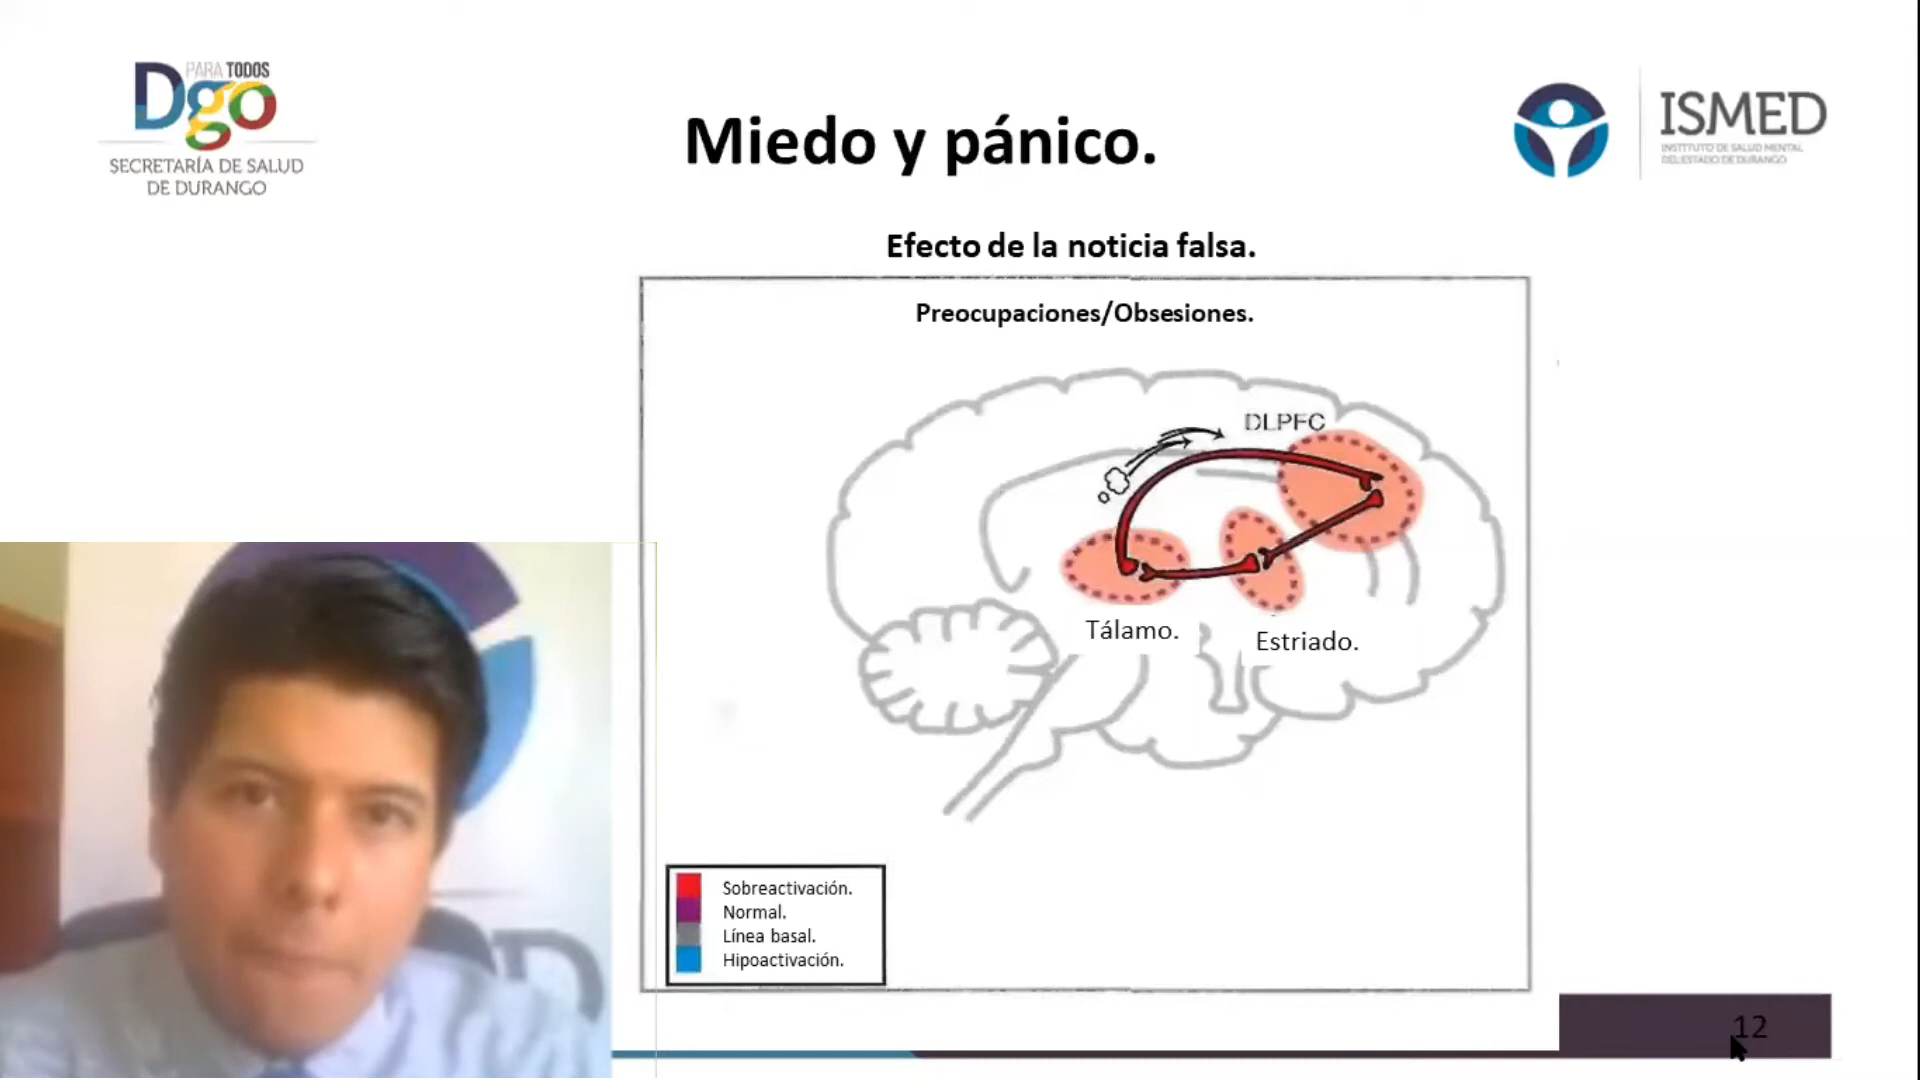 PARA TODOS
Dgo
SECRETARÍA DE SALUD
DE DURANGO
Miedo y pánico.
ISMED
INSTITUTO DE SALUD MENTAL
DEL ESTADO DE DURANGO
Efecto de la noticia falsa.
Preocupaciones/Obsesiones.
DLPFC
Tálamo.
Estriado.
Sobreactivación.
Normal.
Línea basal.
Hipoactivación.
12